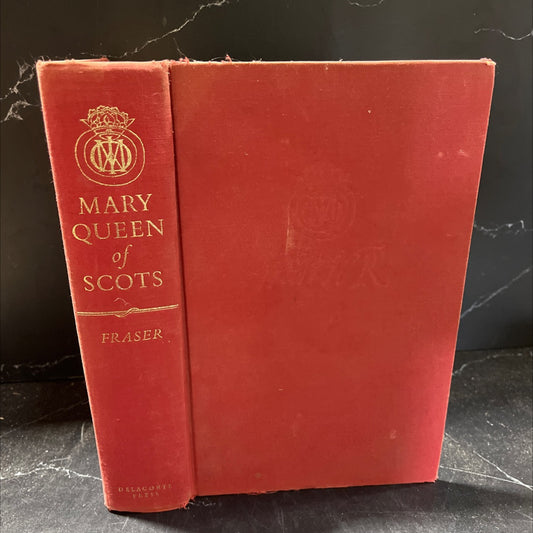 MARY
QUEEN
of
SCOTS
FRASER
DELACORTE
PRESS